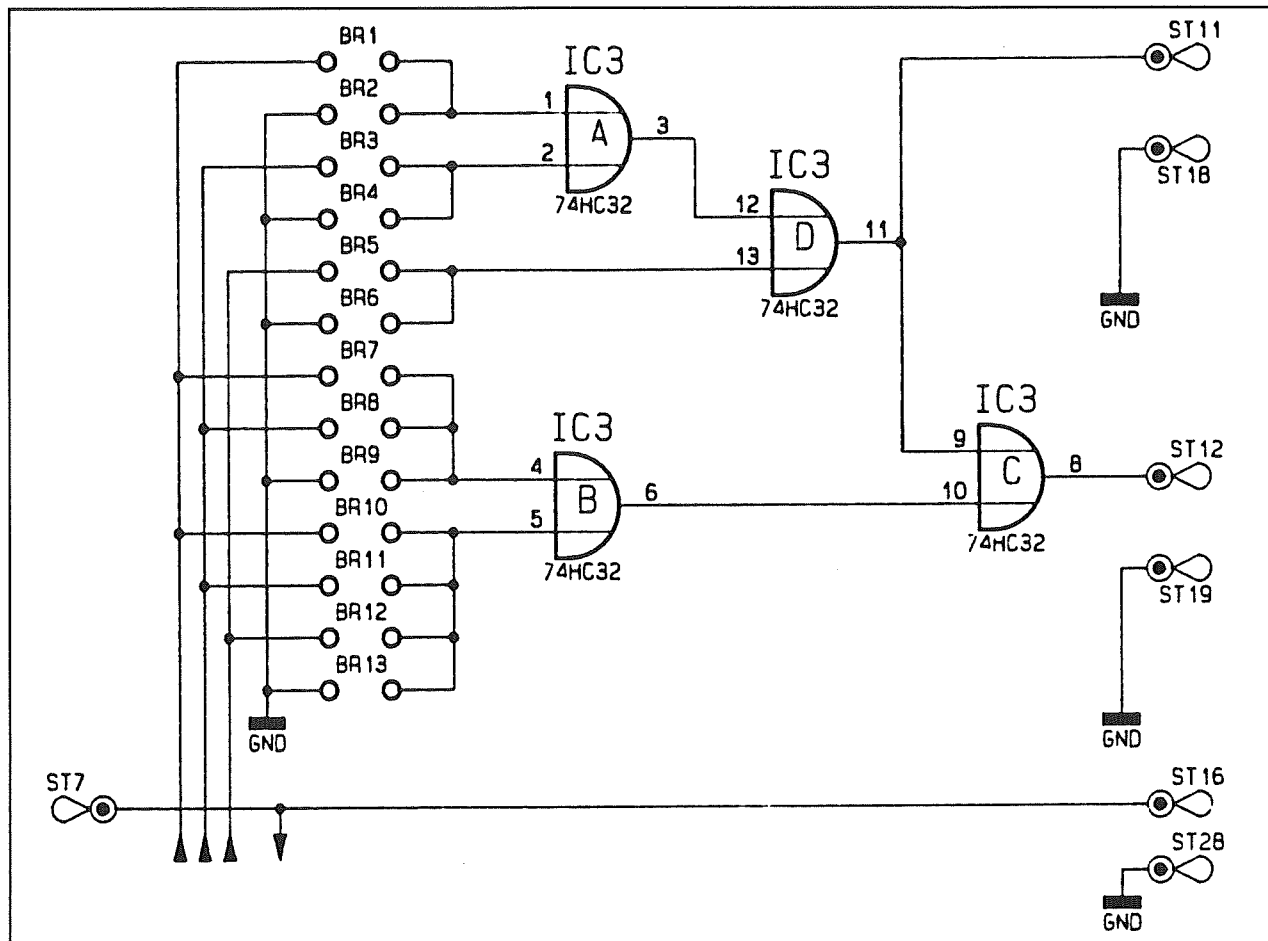 BR1
BR2
BR3
BR4
BR5
BR6
BR7
BR8
BR9
BR10
BR11
BR12
BR13
GND
ST7
IC3
1
A
3
2
74HC32
IC3
12
D
11
13
74HC32
IC3
4
B
6
5
74HC32
IC3
9
C
8
10
74HC32
ST11
ST18
GND
ST12
ST19
GND
ST16
ST28
GND